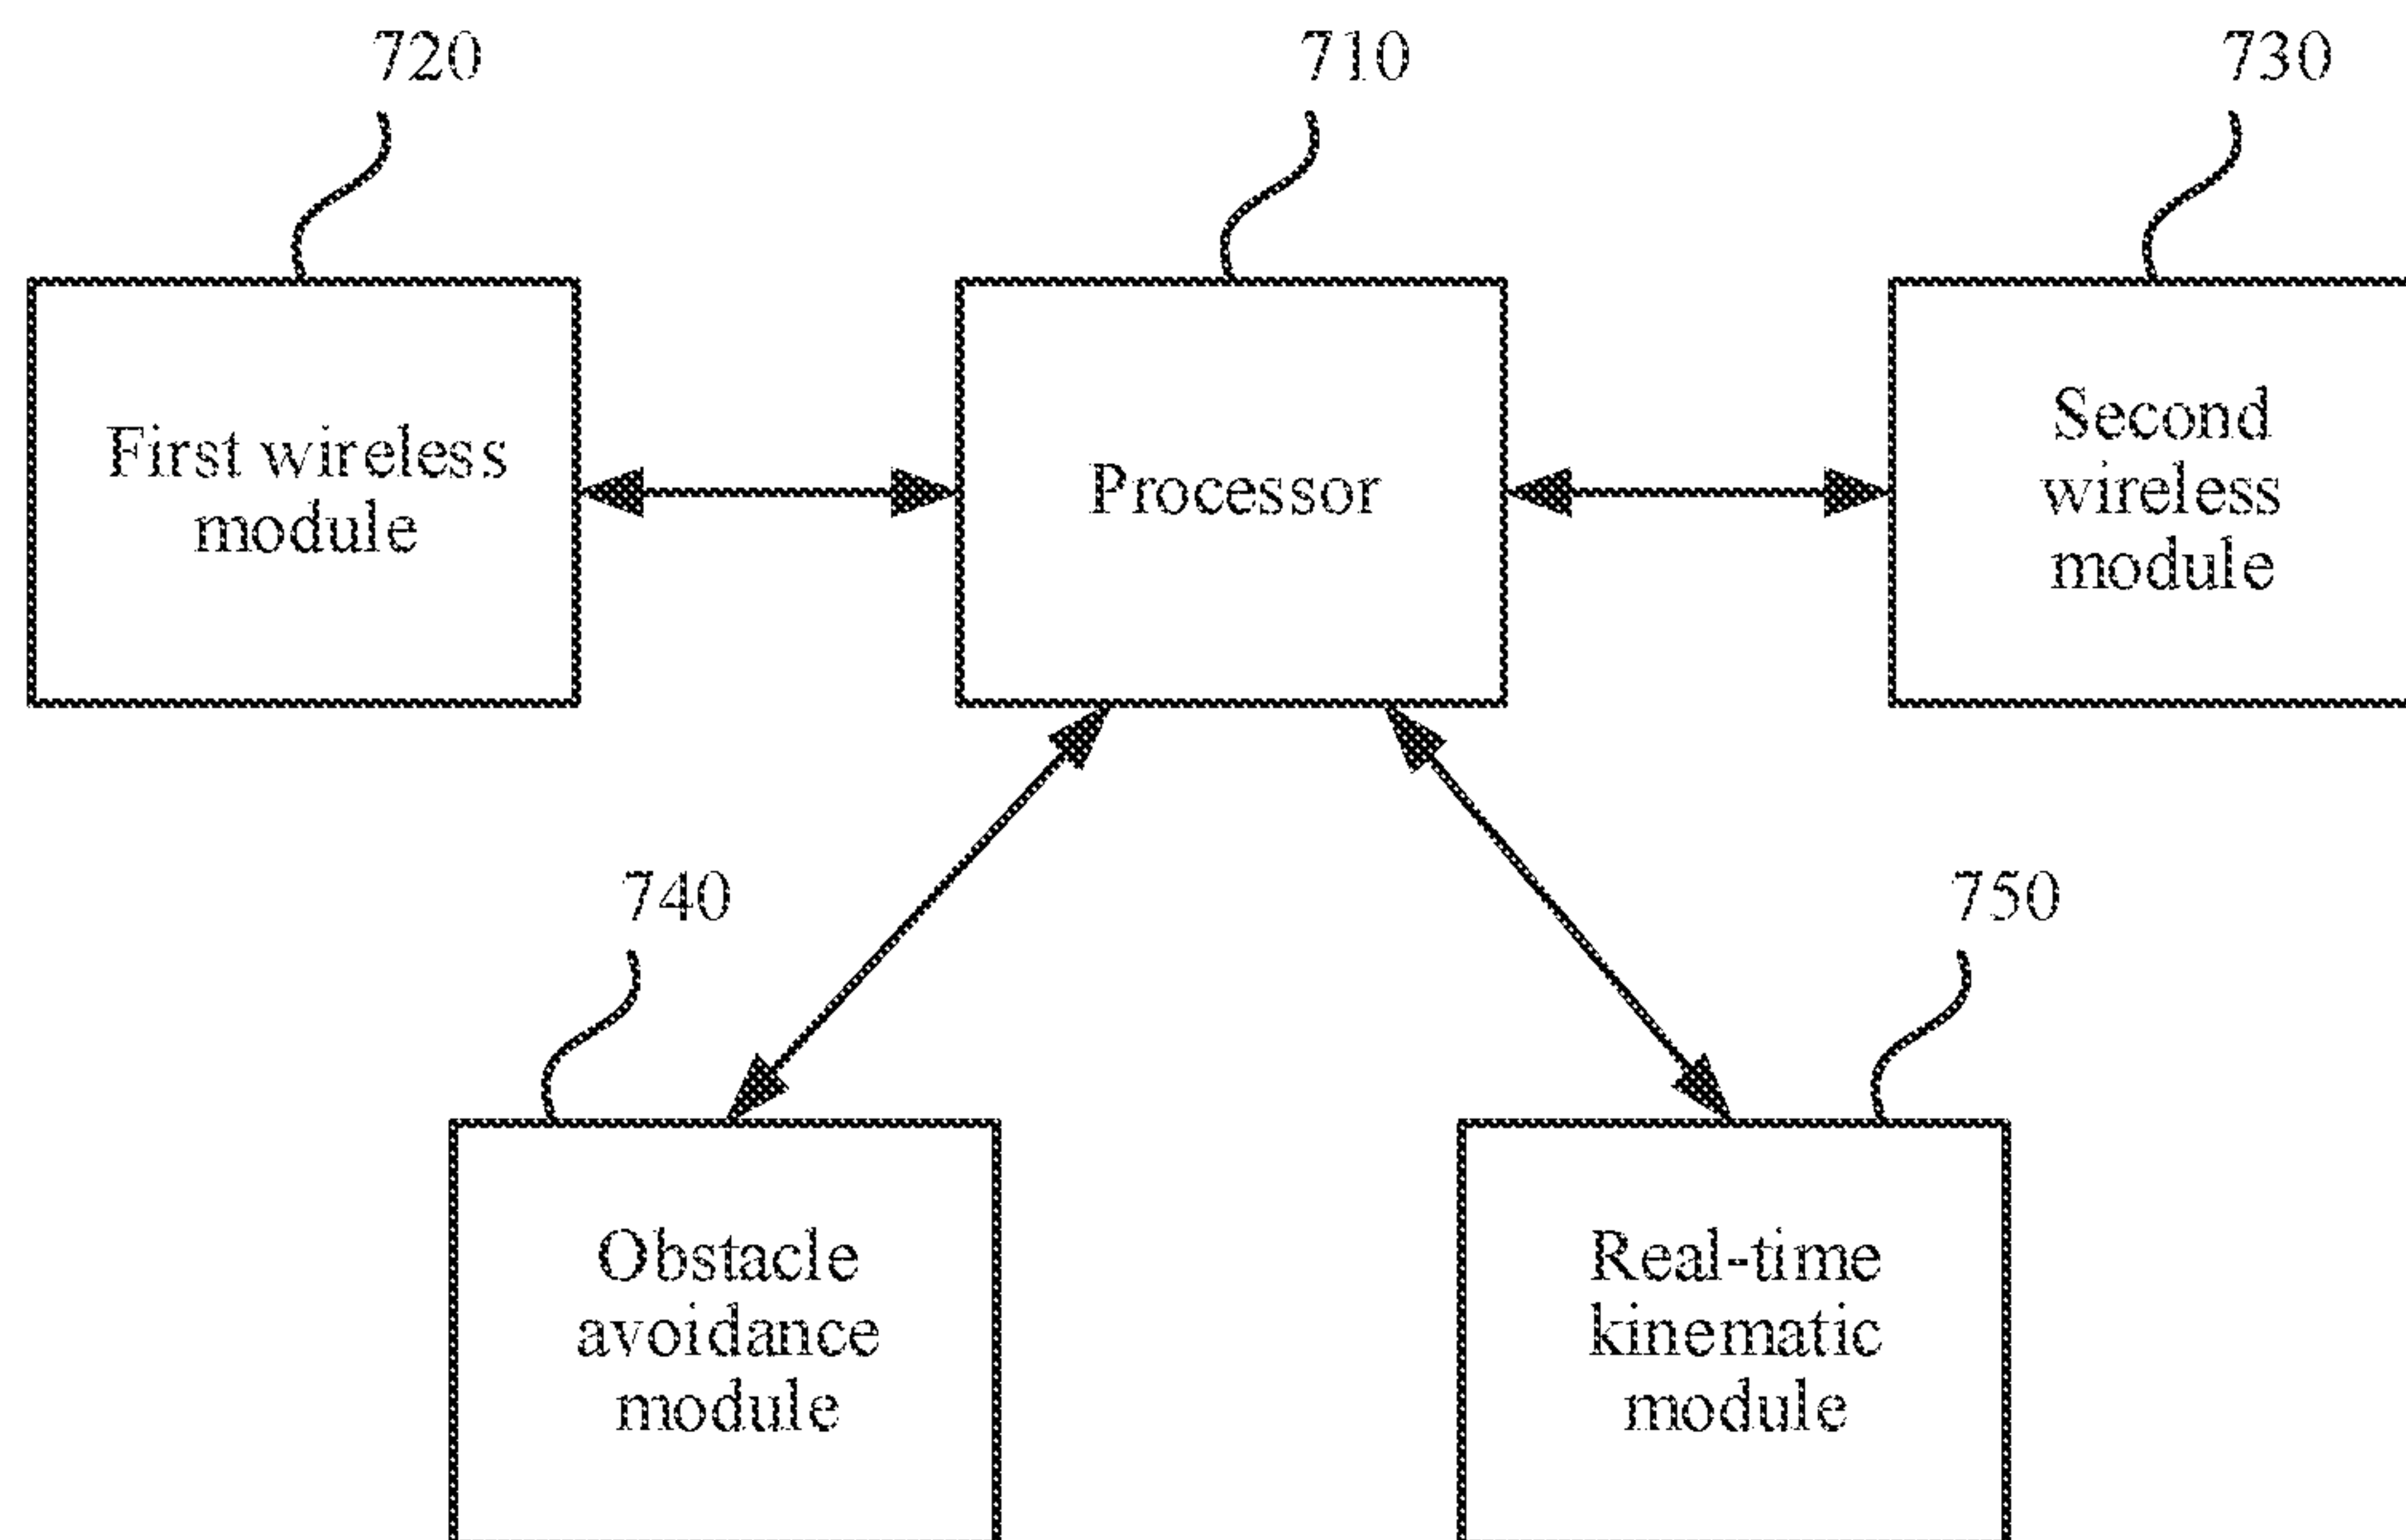 720
710
730
First wireless
module
Processor
Second
wireless
module
740
750
Obstacle
avoidance
module
Real-time
kinematic
module